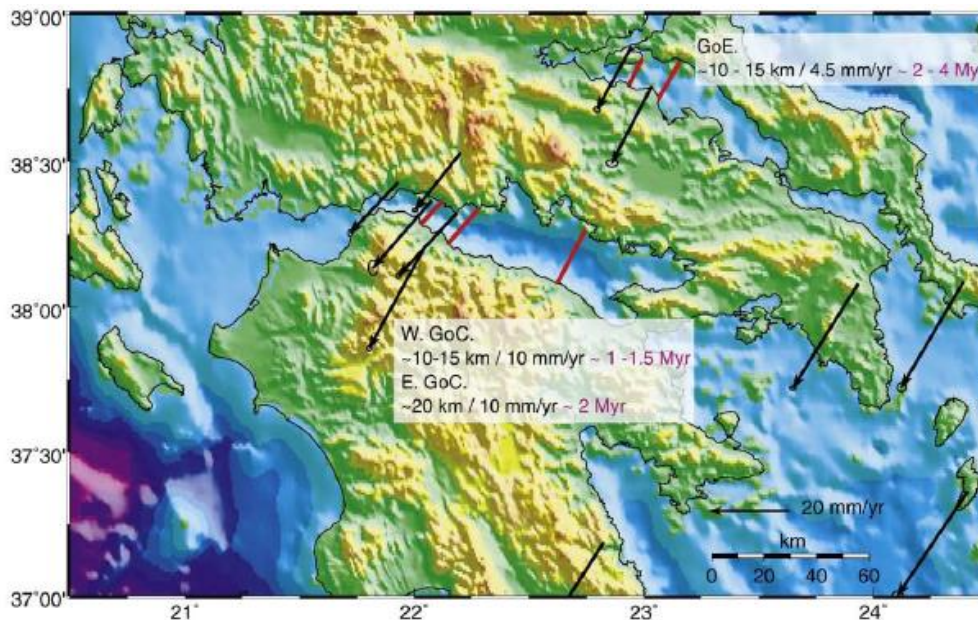 39°00'
GoE.
~10 - 15 km / 4.5 mm/yr ~ 2 - 4 Myr
38°30'
38°00'
W. GoC.
~10-15 km / 10 mm/yr ~ 1 -1.5 Myr
E. GoC.
~20 km / 10 mm/yr ~ 2 Myr
37°30'
20 mm/yr
km
0 20 40 60
37°00'
21° 22° 23° 24°